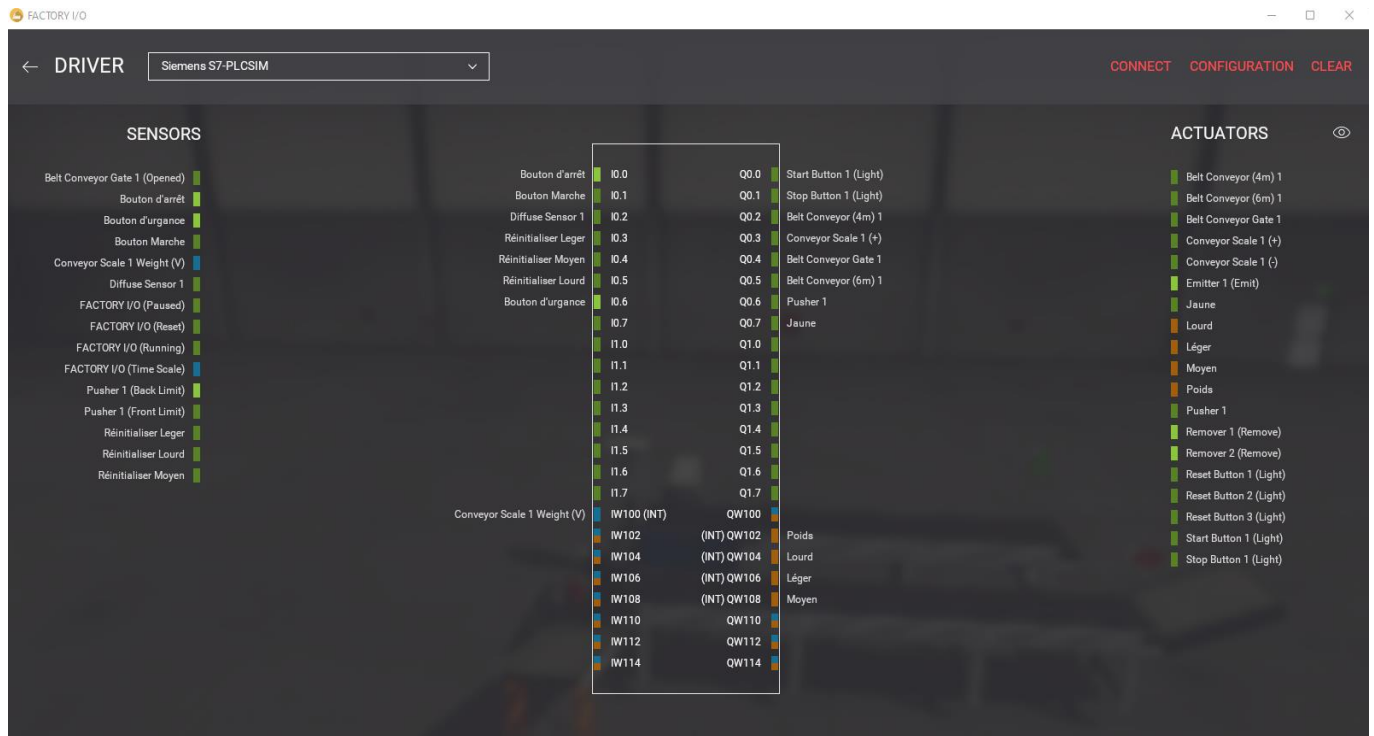 FACTORY I/O
DRIVER
Siemens S7-PLCSIM
CONNECT CONFIGURATION CLEAR
SENSORS
Belt Conveyor Gate 1 (Opened)
Bouton d'arrêt
Bouton d'urgance
Bouton Marche
Conveyor Scale 1 Weight (V)
Diffuse Sensor 1
FACTORY I/O (Paused)
FACTORY I/O (Reset)
FACTORY I/O (Running)
FACTORY I/O (Time Scale)
Pusher 1 (Back Limit)
Pusher 1 (Front Limit)
Réinitialiser Leger
Réinitialiser Lourd
Réinitialiser Moyen
Bouton d'arrêt I0.0 Q0.0 Start Button 1 (Light)
Bouton Marche I0.1 Q0.1 Stop Button 1 (Light)
Diffuse Sensor 1 I0.2 Q0.2 Belt Conveyor (4m) 1
Réinitialiser Leger I0.3 Q0.3 Conveyor Scale 1 (+)
Réinitialiser Moyen I0.4 Q0.4 Belt Conveyor Gate 1
Réinitialiser Lourd I0.5 Q0.5 Belt Conveyor (6m) 1
Bouton d'urgance I0.6 Q0.6 Pusher 1
I0.7 Q0.7 Jaune
I1.0 Q1.0
I1.1 Q1.1
I1.2 Q1.2
I1.3 Q1.3
I1.4 Q1.4
I1.5 Q1.5
I1.6 Q1.6
I1.7 Q1.7
Conveyor Scale 1 Weight (V) IW100 (INT) QW100
IW102 (INT) QW102 Poids
IW104 (INT) QW104 Lourd
IW106 (INT) QW106 Léger
IW108 (INT) QW108 Moyen
IW110 QW110
IW112 QW112
IW114 QW114
ACTUATORS
Belt Conveyor (4m) 1
Belt Conveyor (6m) 1
Belt Conveyor Gate 1
Conveyor Scale 1 (+)
Conveyor Scale 1 (-)
Emitter 1 (Emit)
Jaune
Lourd
Léger
Moyen
Poids
Pusher 1
Remover 1 (Remove)
Remover 2 (Remove)
Reset Button 1 (Light)
Reset Button 2 (Light)
Reset Button 3 (Light)
Start Button 1 (Light)
Stop Button 1 (Light)